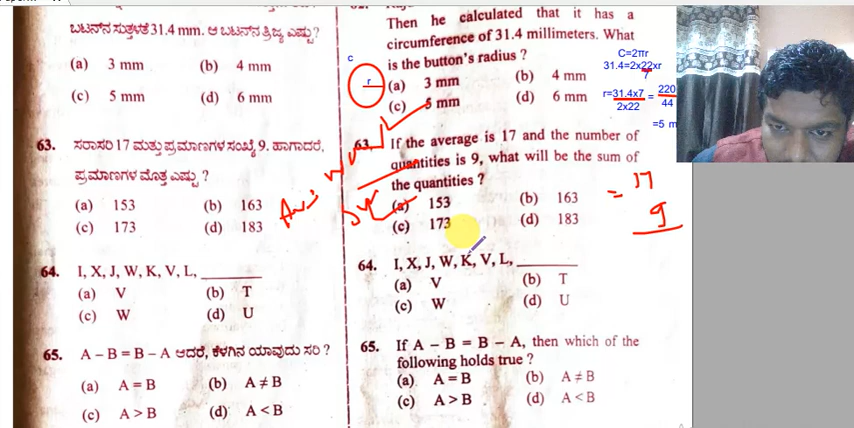 ಬಟನ್‌ನ ಸುತ್ತಳತೆ 31.4 mm. ಆ ಬಟನ್‌ನ ತ್ರಿಜ್ಯ ಎಷ್ಟು?
(a) 3 mm (b) 4 mm
(c) 5 mm (d) 6 mm
63. ಸರಾಸರಿ 17 ಮತ್ತು ಪ್ರಮಾಣಗಳ ಸಂಖ್ಯೆ 9. ಹಾಗಾದರೆ,
ಪ್ರಮಾಣಗಳ ಮೊತ್ತ ಎಷ್ಟು ?
(a) 153 (b) 163
(c) 173 (d) 183
64. I, X, J, W, K, V, L, ________
(a) V (b) T
(c) W (d) U
65. A – B = B – A ಆದರೆ, ಕೆಳಗಿನ ಯಾವುದು ಸರಿ ?
(a) A = B (b) A ≠ B
(c) A > B (d) A < B
Then he calculated that it has a
circumference of 31.4 millimeters. What
is the button's radius ?
(a) 3 mm (b) 4 mm
(c) 5 mm (d) 6 mm
c
r
C=2πr
31.4=2x22xr
7
r=31.4x7 = 220
2x22 44
=5 m
63. If the average is 17 and the number of
quantities is 9, what will be the sum of
the quantities ?
(a) 153 (b) 163
(c) 173 (d) 183
= 17
9
64. I, X, J, W, K, V, L, ________
(a) V (b) T
(c) W (d) U
65. If A – B = B – A, then which of the
following holds true ?
(a) A = B (b) A ≠ B
(c) A > B (d) A < B